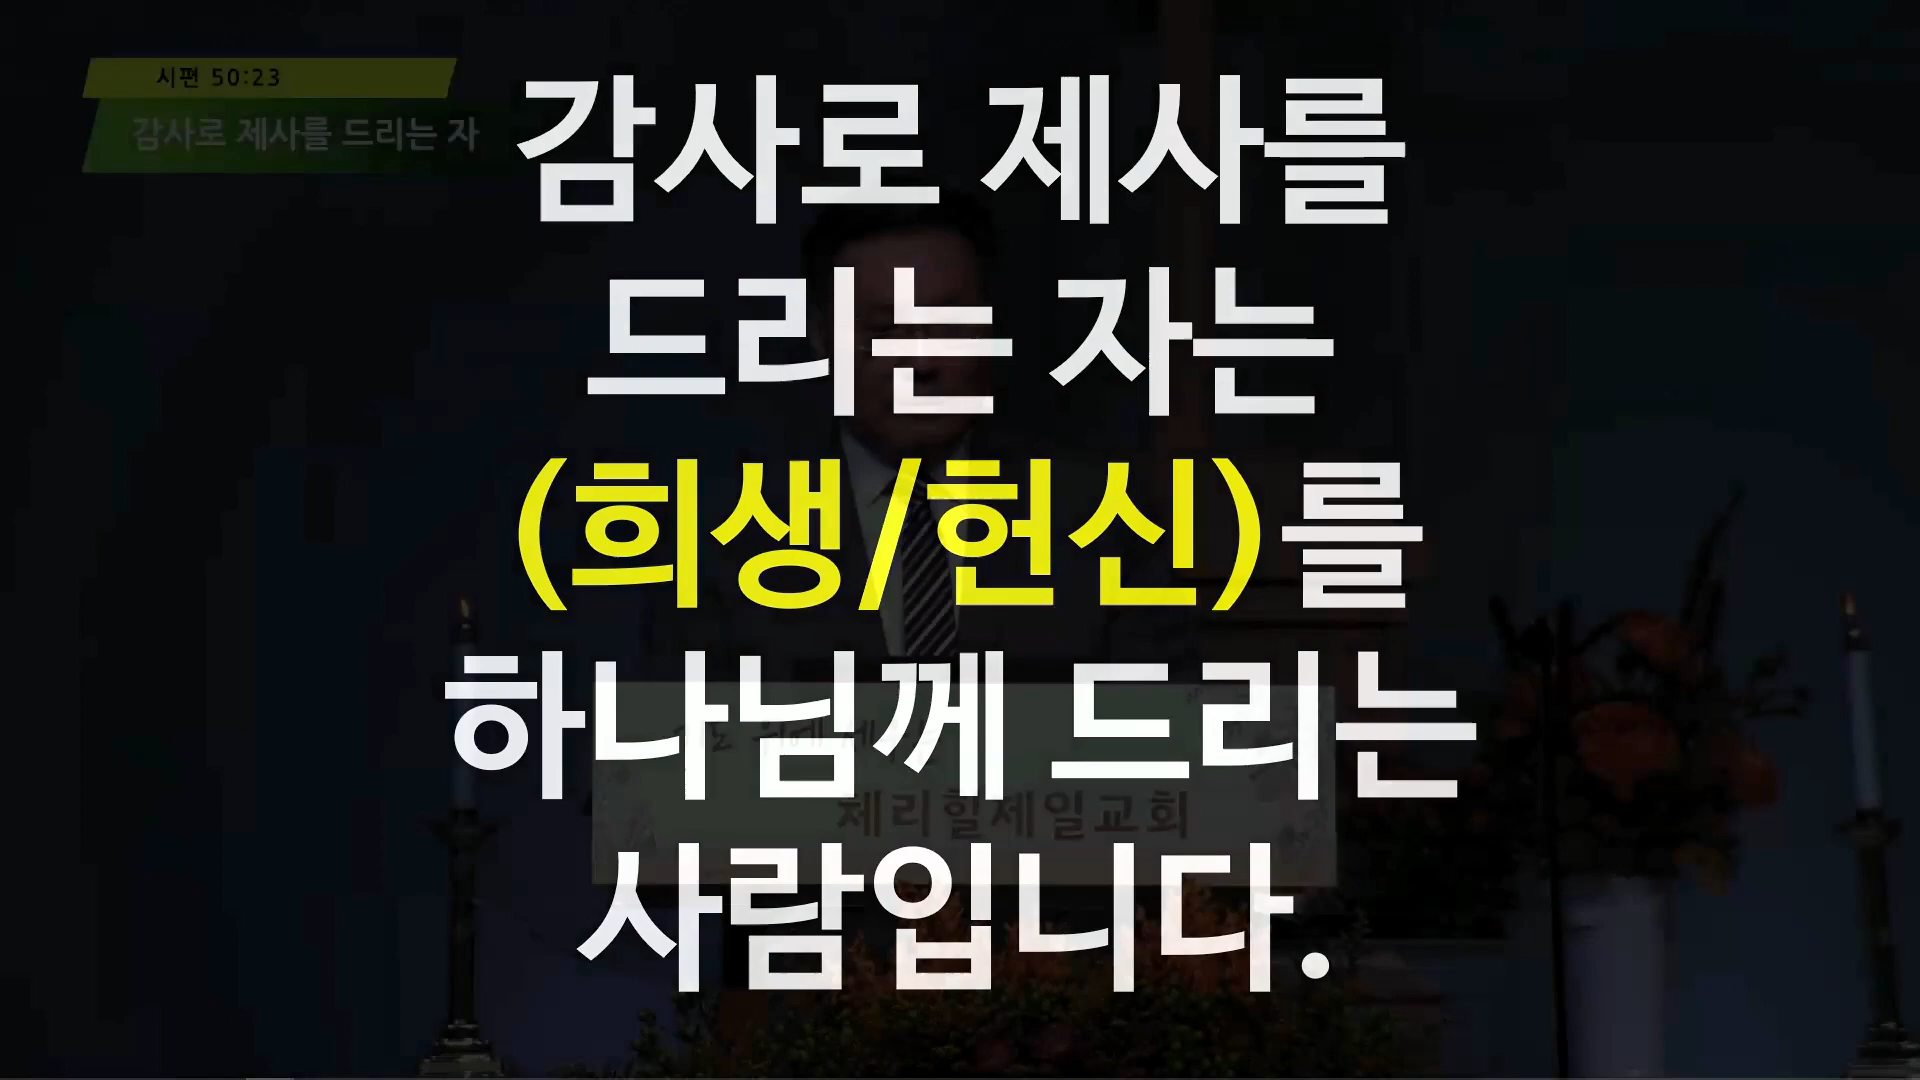 시편 50:23
감사로 제사를 드리는 자
감사로 제사를
드리는 자는
(희생/헌신)를
하나님께 드리는
사람입니다.
체리힐제일교회